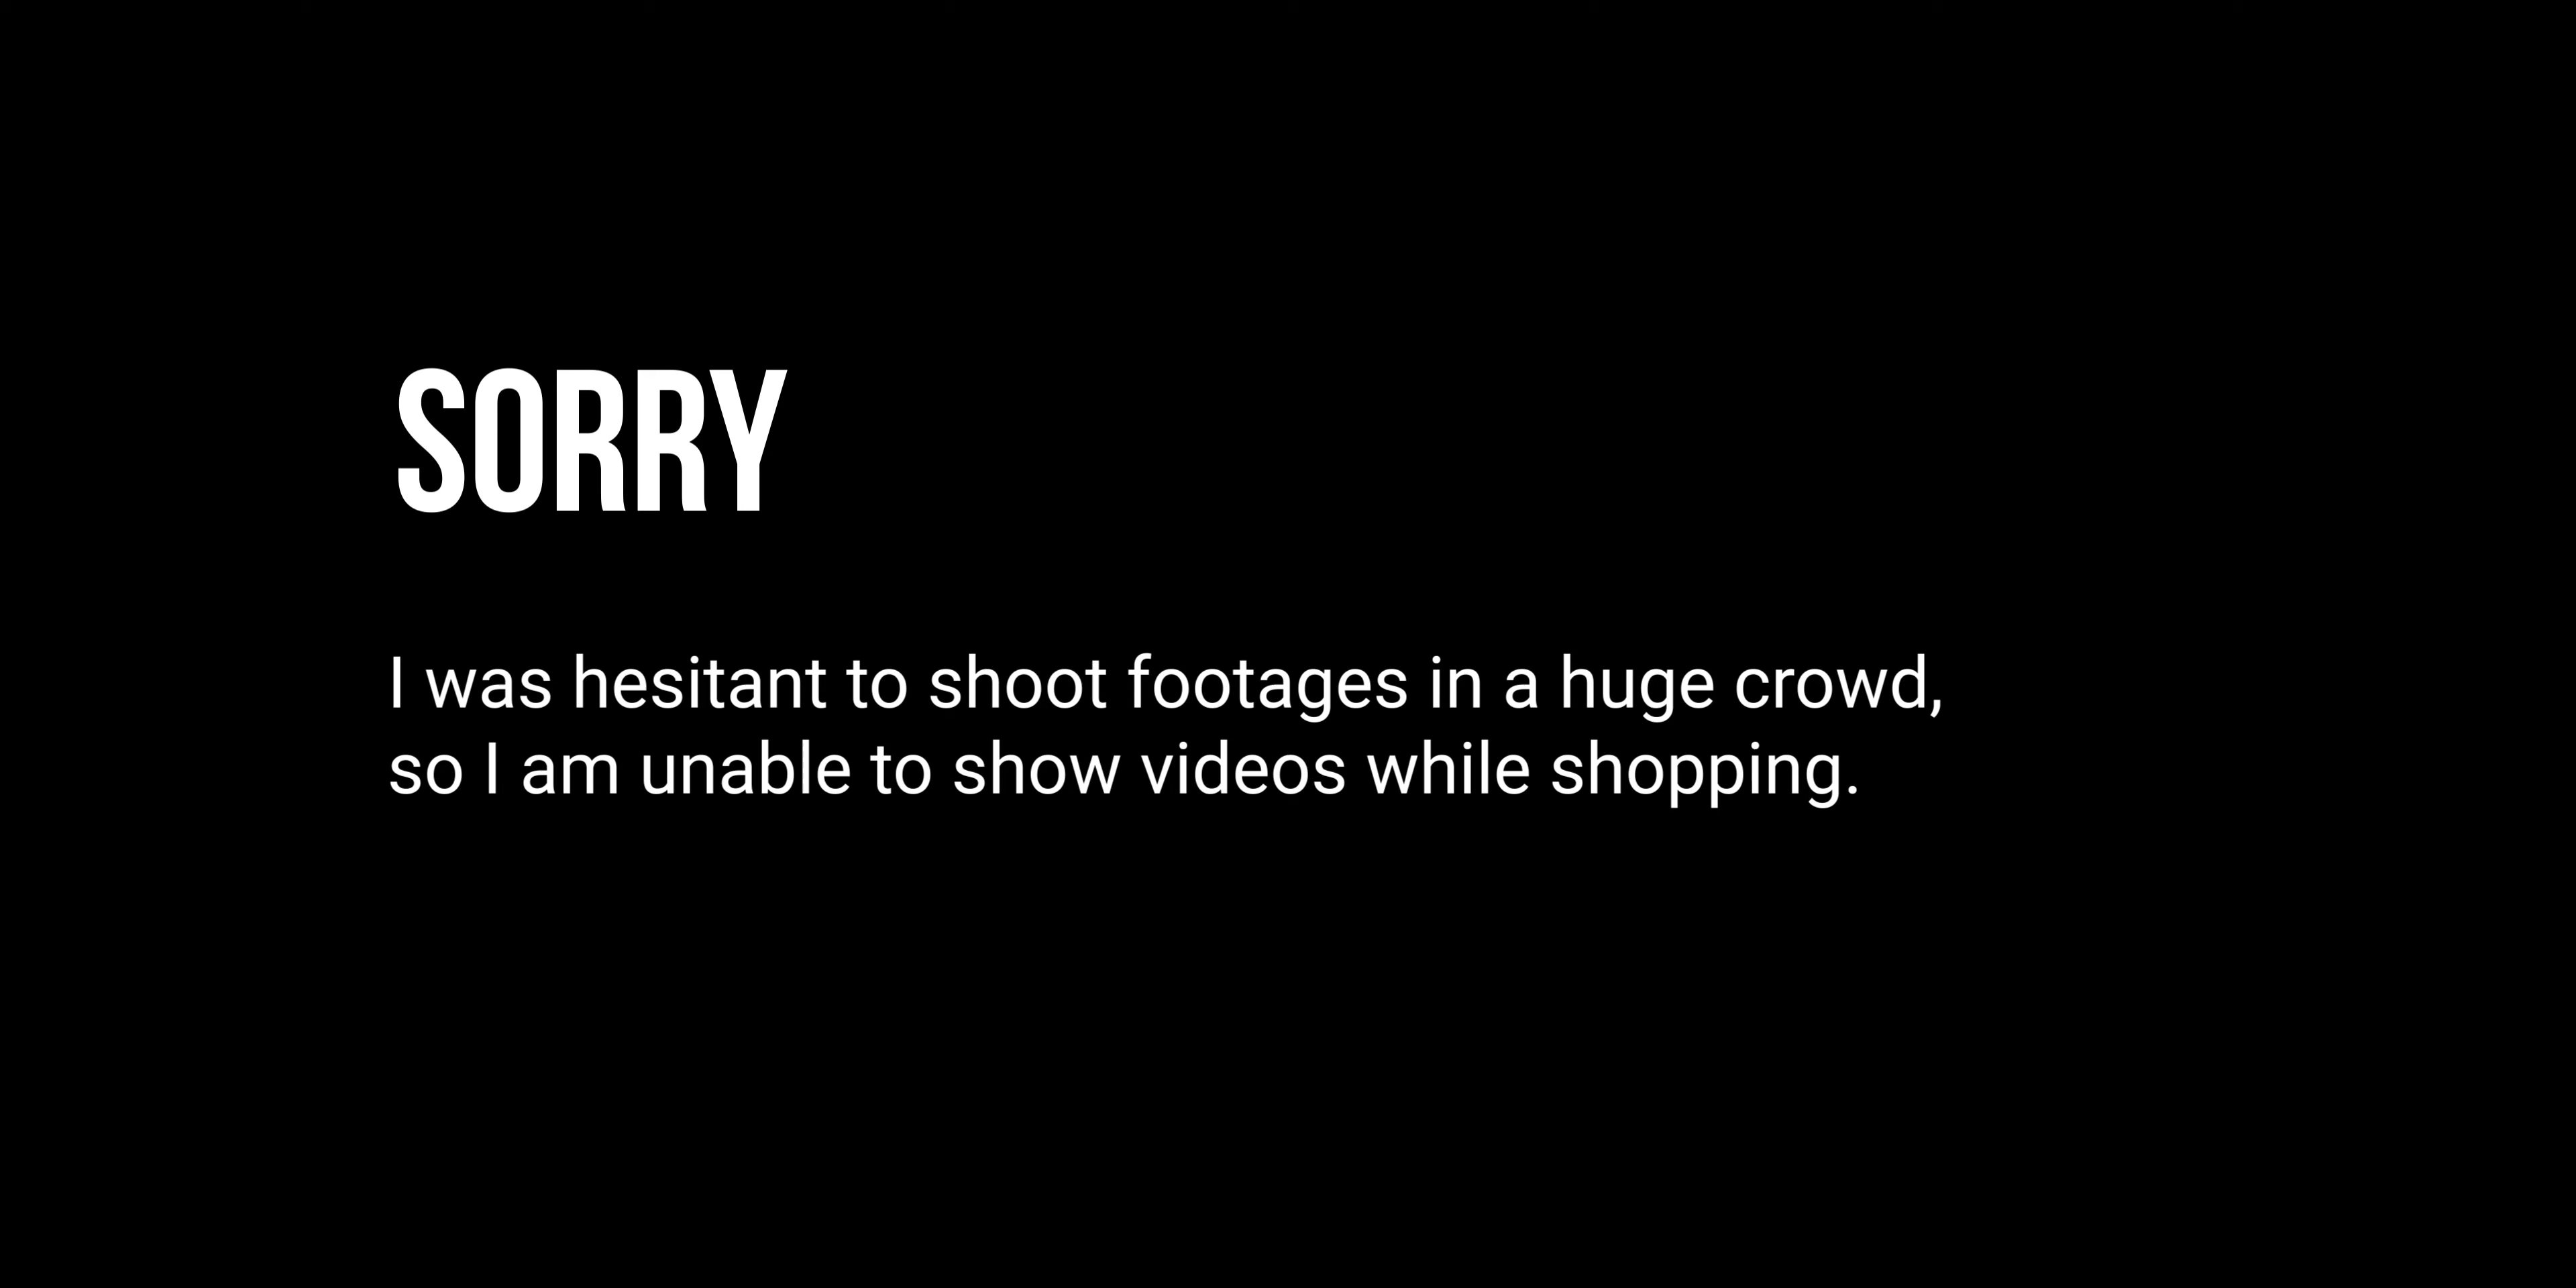 SORRY
I was hesitant to shoot footages in a huge crowd,
so I am unable to show videos while shopping.